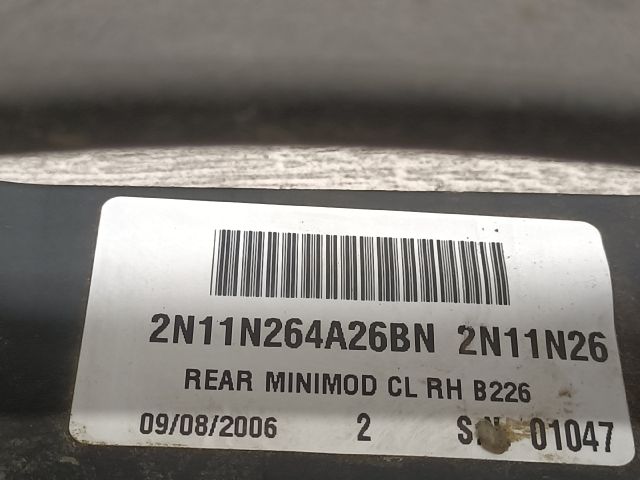 2N11N264A26BN 2N11N26
REAR MINIMOD CL RH B226
09/08/2006 2 01047